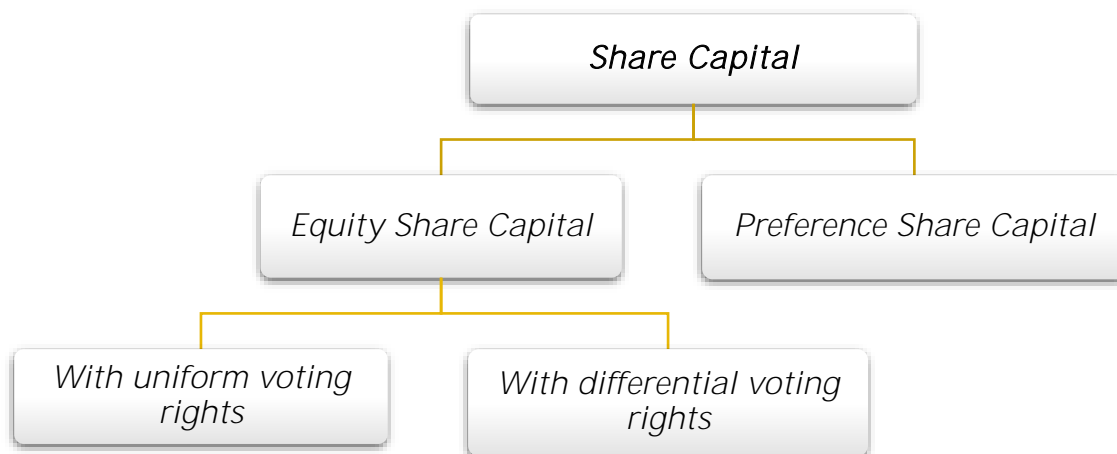 Share Capital
Equity Share Capital
Preference Share Capital
With uniform voting
rights
With differential voting
rights